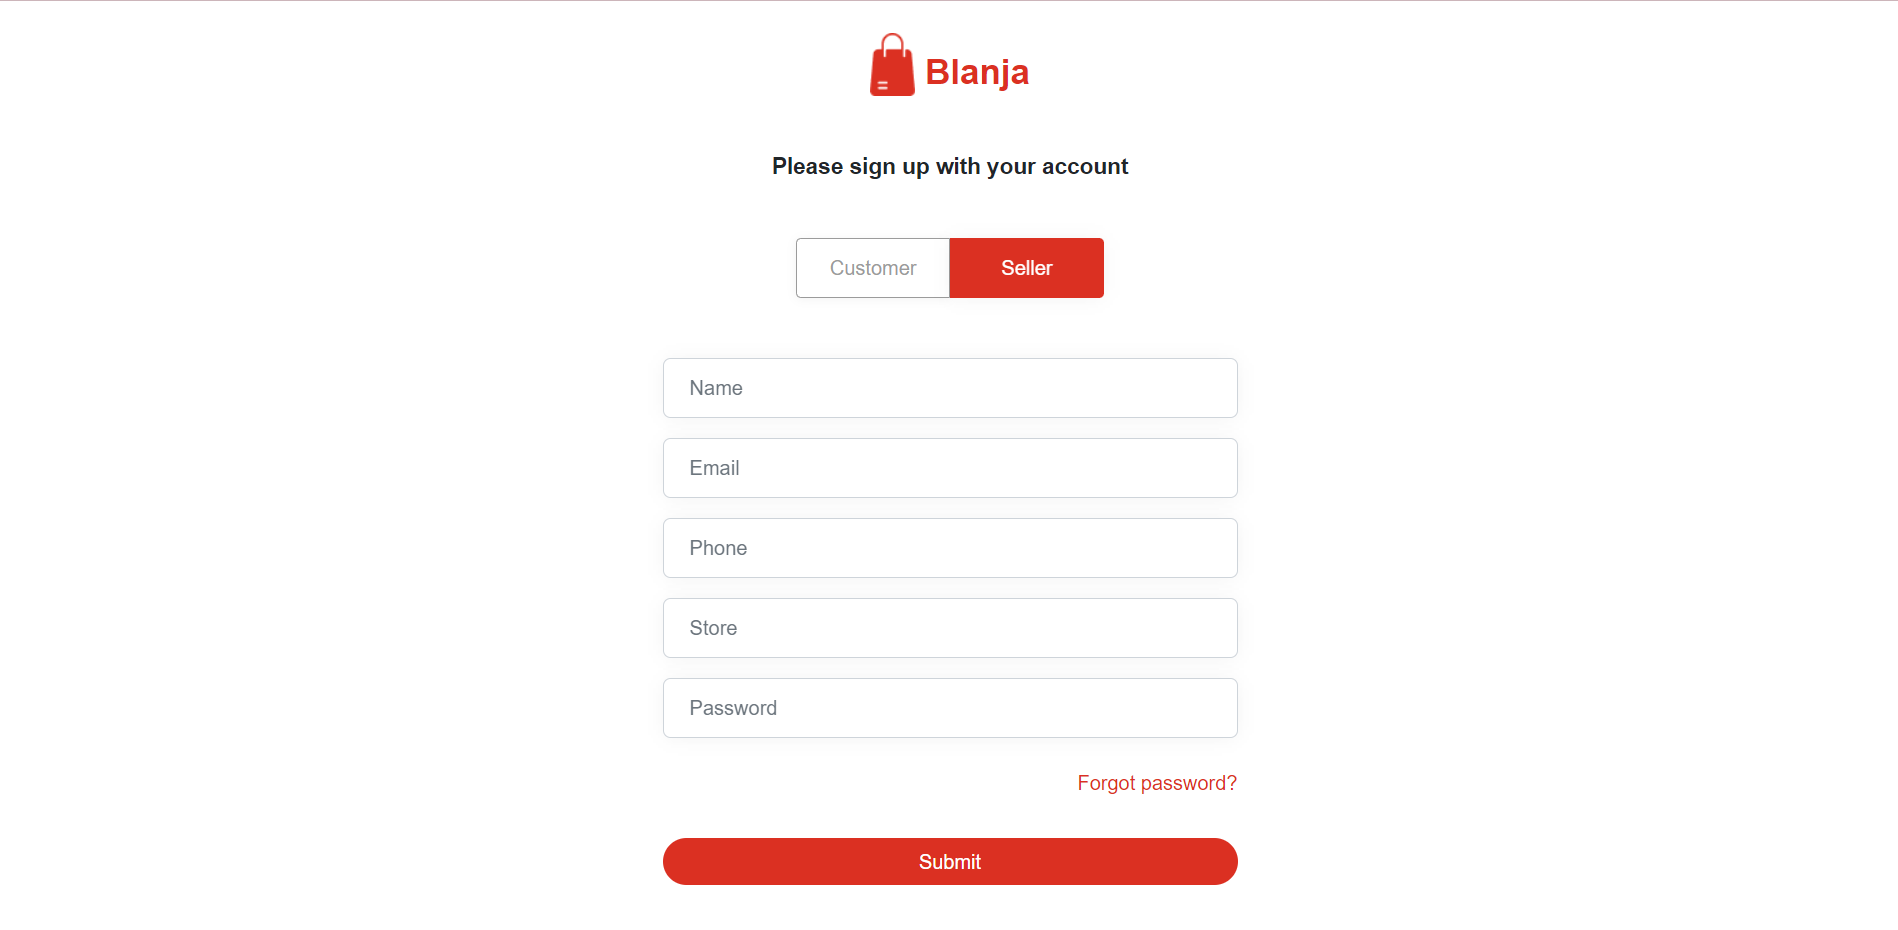 Blanja
Please sign up with your account
Customer Seller
Name
Email
Phone
Store
Password
Forgot password?
Submit